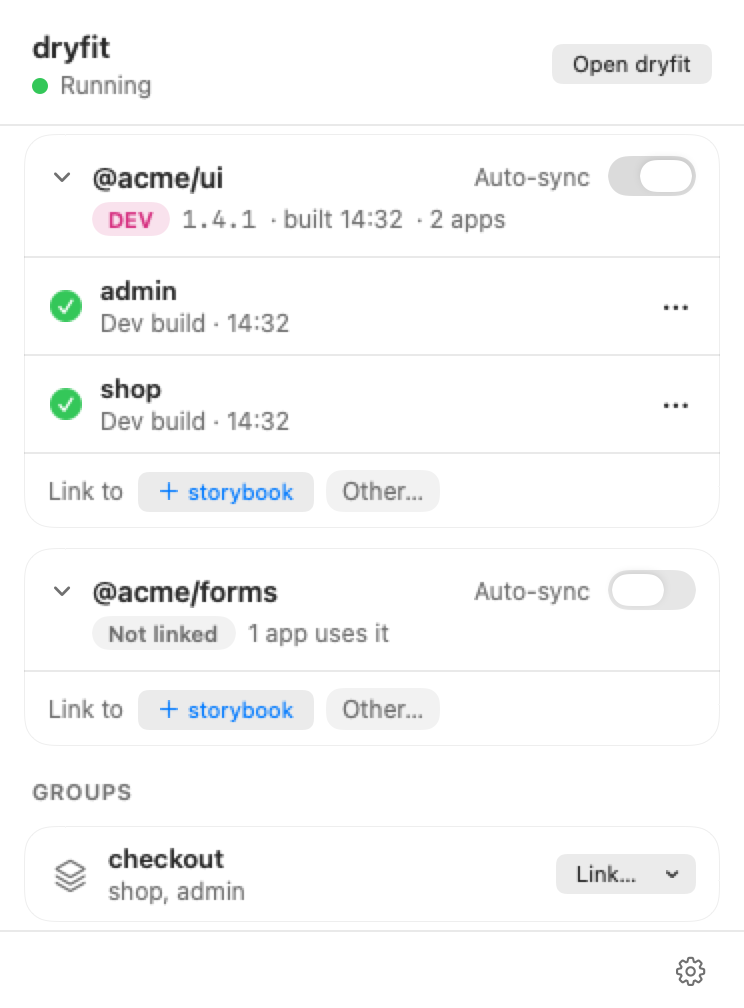 dryfit
Running
Open dryfit
@acme/ui
Auto-sync
DEV 1.4.1 · built 14:32 · 2 apps
admin
Dev build · 14:32
shop
Dev build · 14:32
Link to + storybook Other...
@acme/forms
Auto-sync
Not linked 1 app uses it
Link to + storybook Other...
GROUPS
checkout
shop, admin
Link...